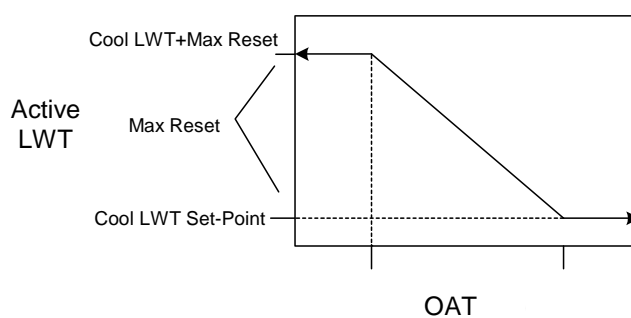 Cool LWT+Max Reset
Active
LWT
Max Reset
Cool LWT Set-Point
OAT